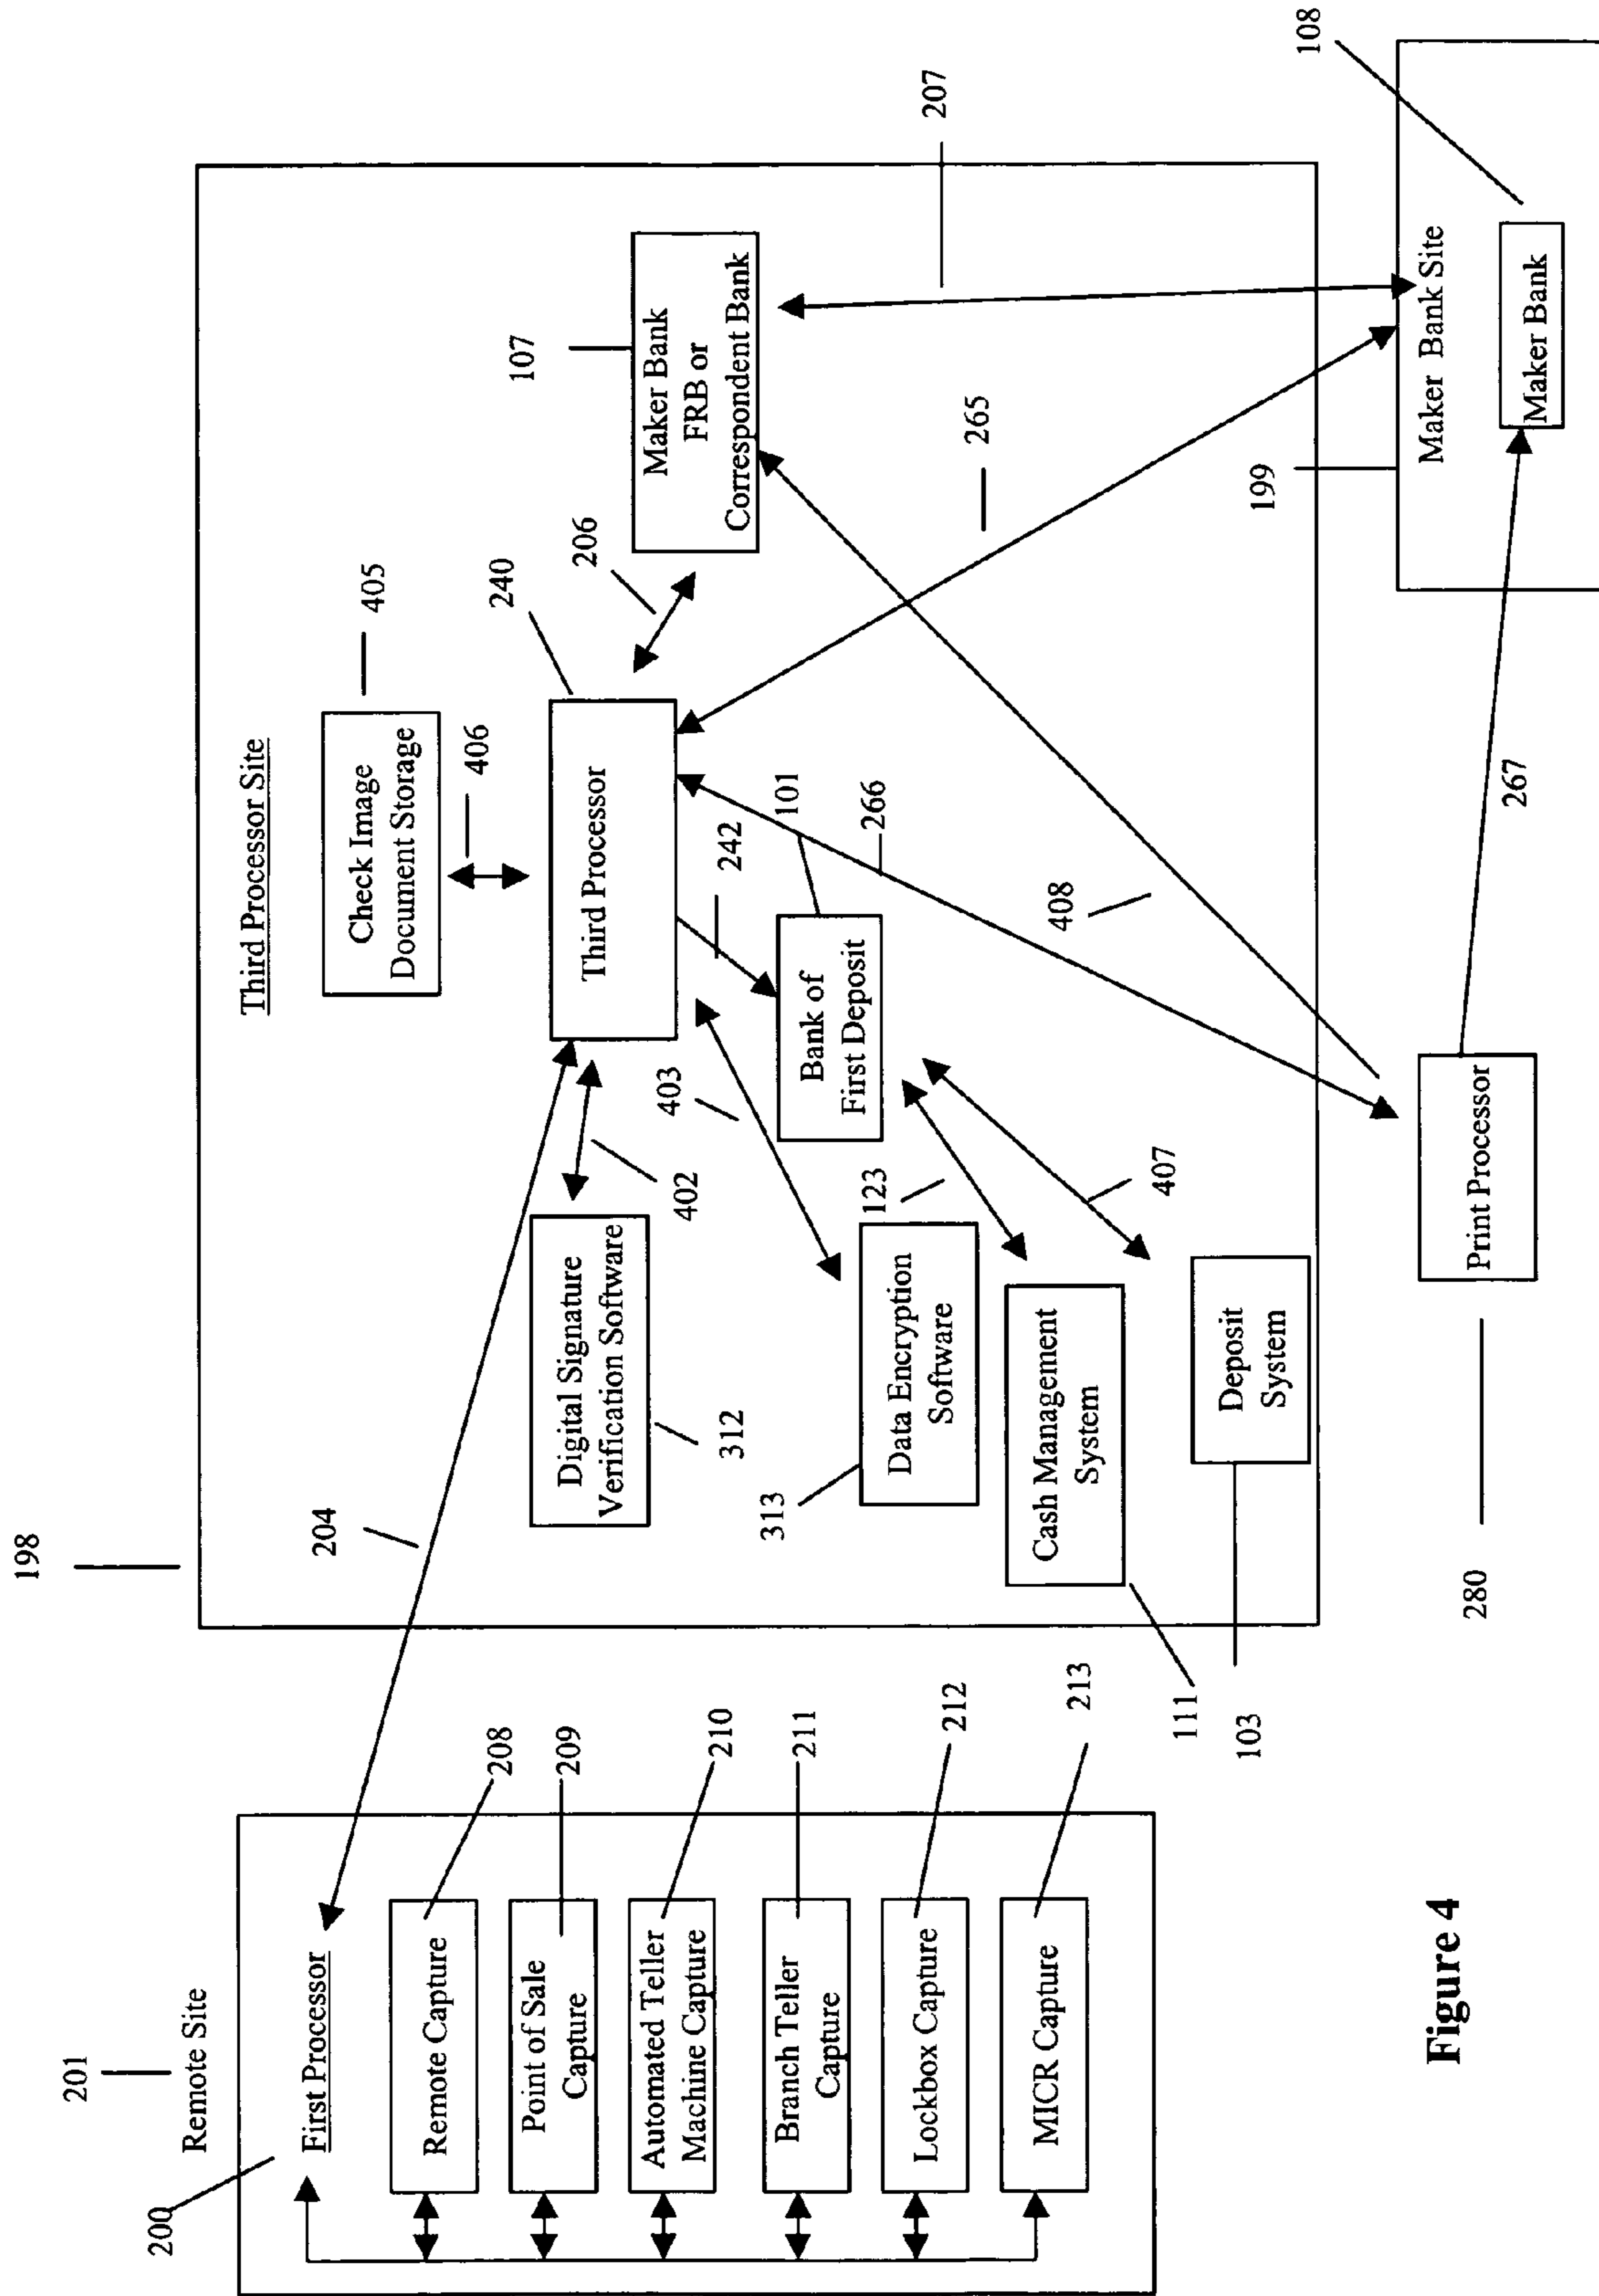 201
Remote Site
200
First Processor
Remote Capture
208
Point of Sale
Capture
209
Automated Teller
Machine Capture
210
Branch Teller
Capture
211
Lockbox Capture
212
MICR Capture
213
198
204
Third Processor Site
Check Image
Document Storage
405
406
Third Processor
240
206
Maker Bank
FRB or
Correspondent Bank
107
207
Digital Signature
Verification Software
312
402
403
242
Bank of
First Deposit
101
266
265
Data Encryption
Software
313
123
Cash Management
System
111
407
Deposit
System
103
408
Print Processor
280
267
199
Maker Bank Site
Maker Bank
108
Figure 4